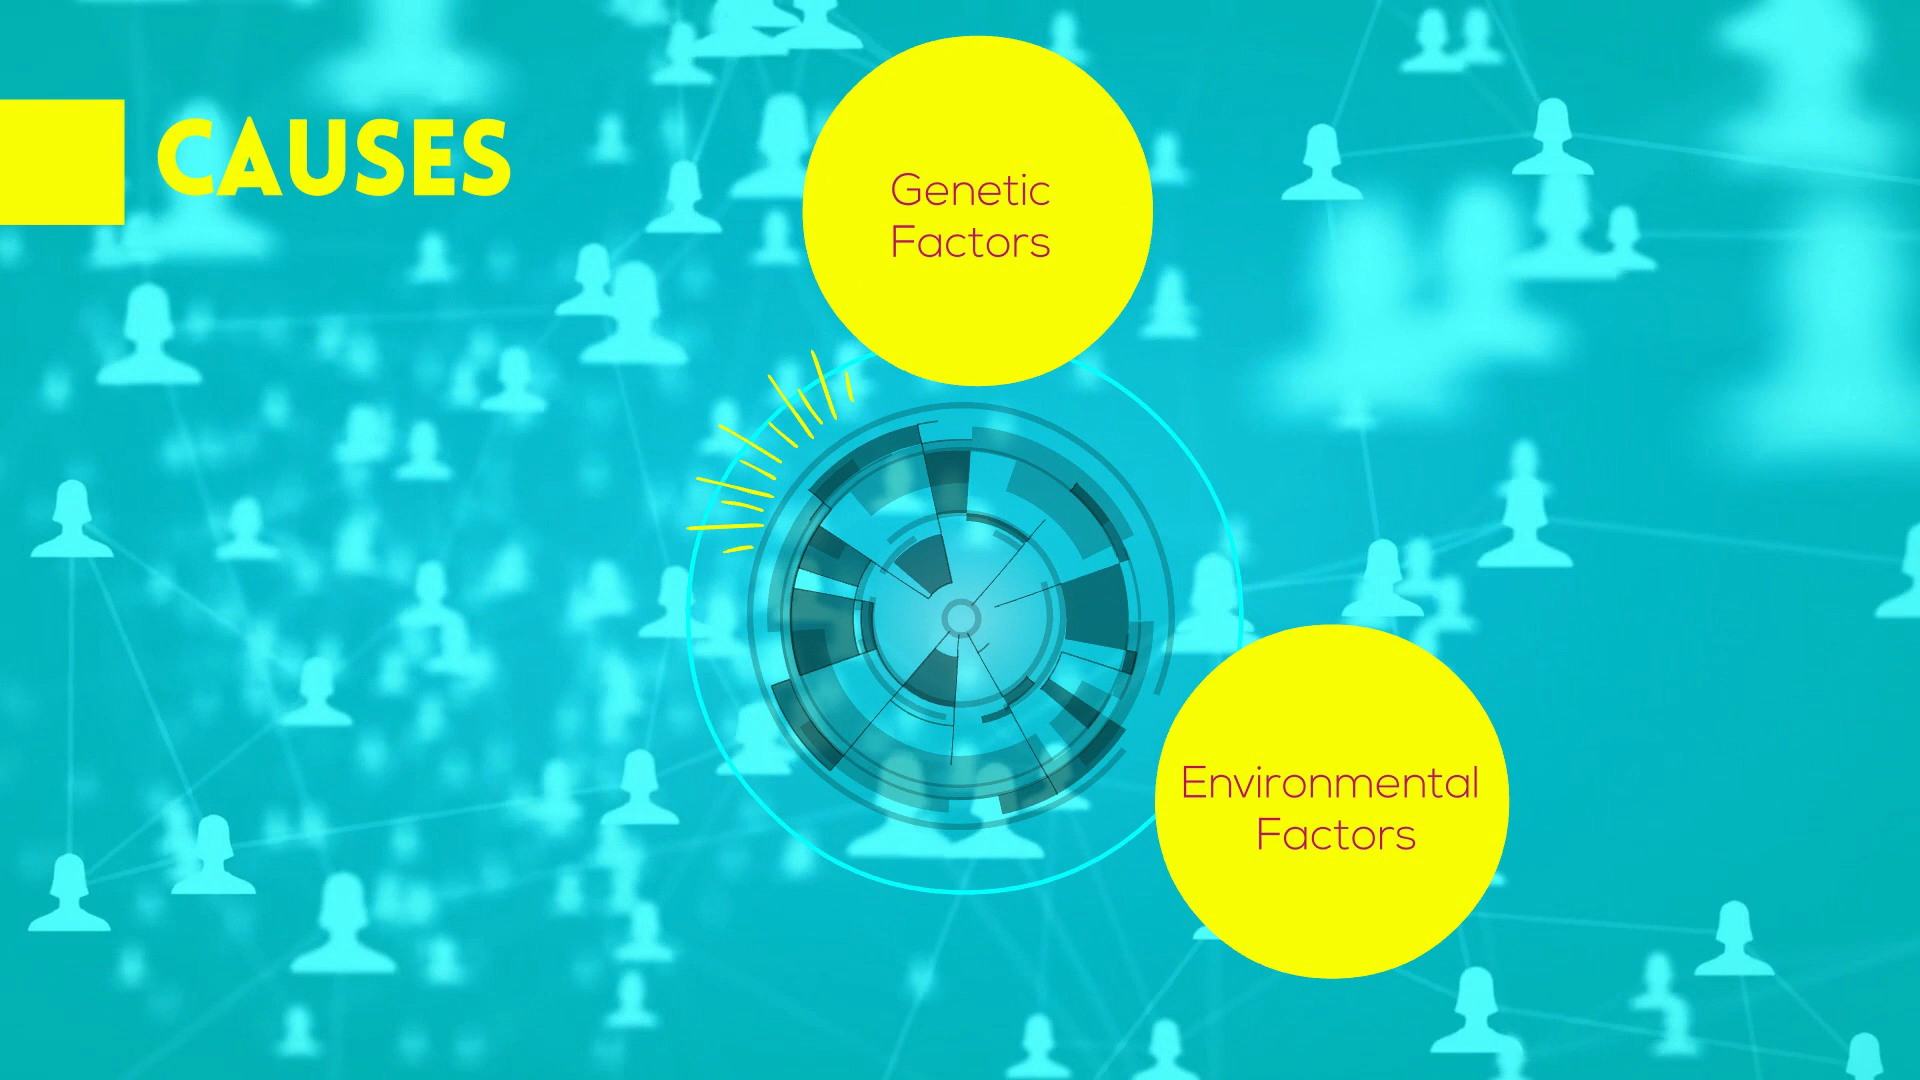 CAUSES
Genetic
Factors
Environmental
Factors